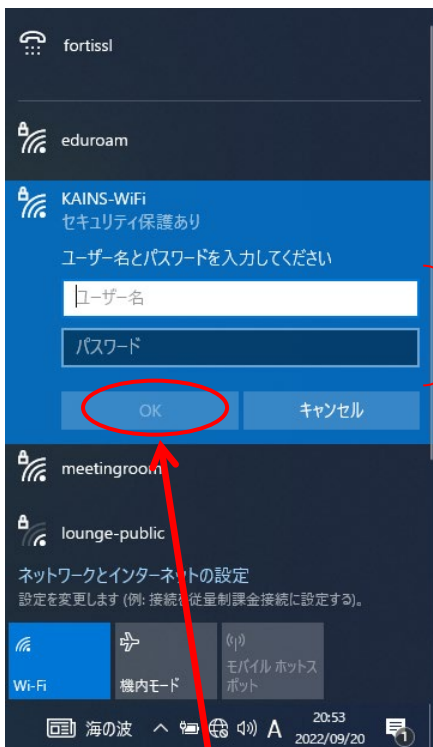 fortissl
eduroam
KAINS-WiFi
セキュリティ保護あり
ユーザー名とパスワードを入力してください
ユーザー名
パスワード
OK
キャンセル
meetingroom
lounge-public
ネットワークとインターネットの設定
設定を変更します (例: 接続を従量制課金接続に設定する)。
Wi-Fi
機内モード
モバイル ホットス
ポット
海の波
A
20:53
2022/09/20
1